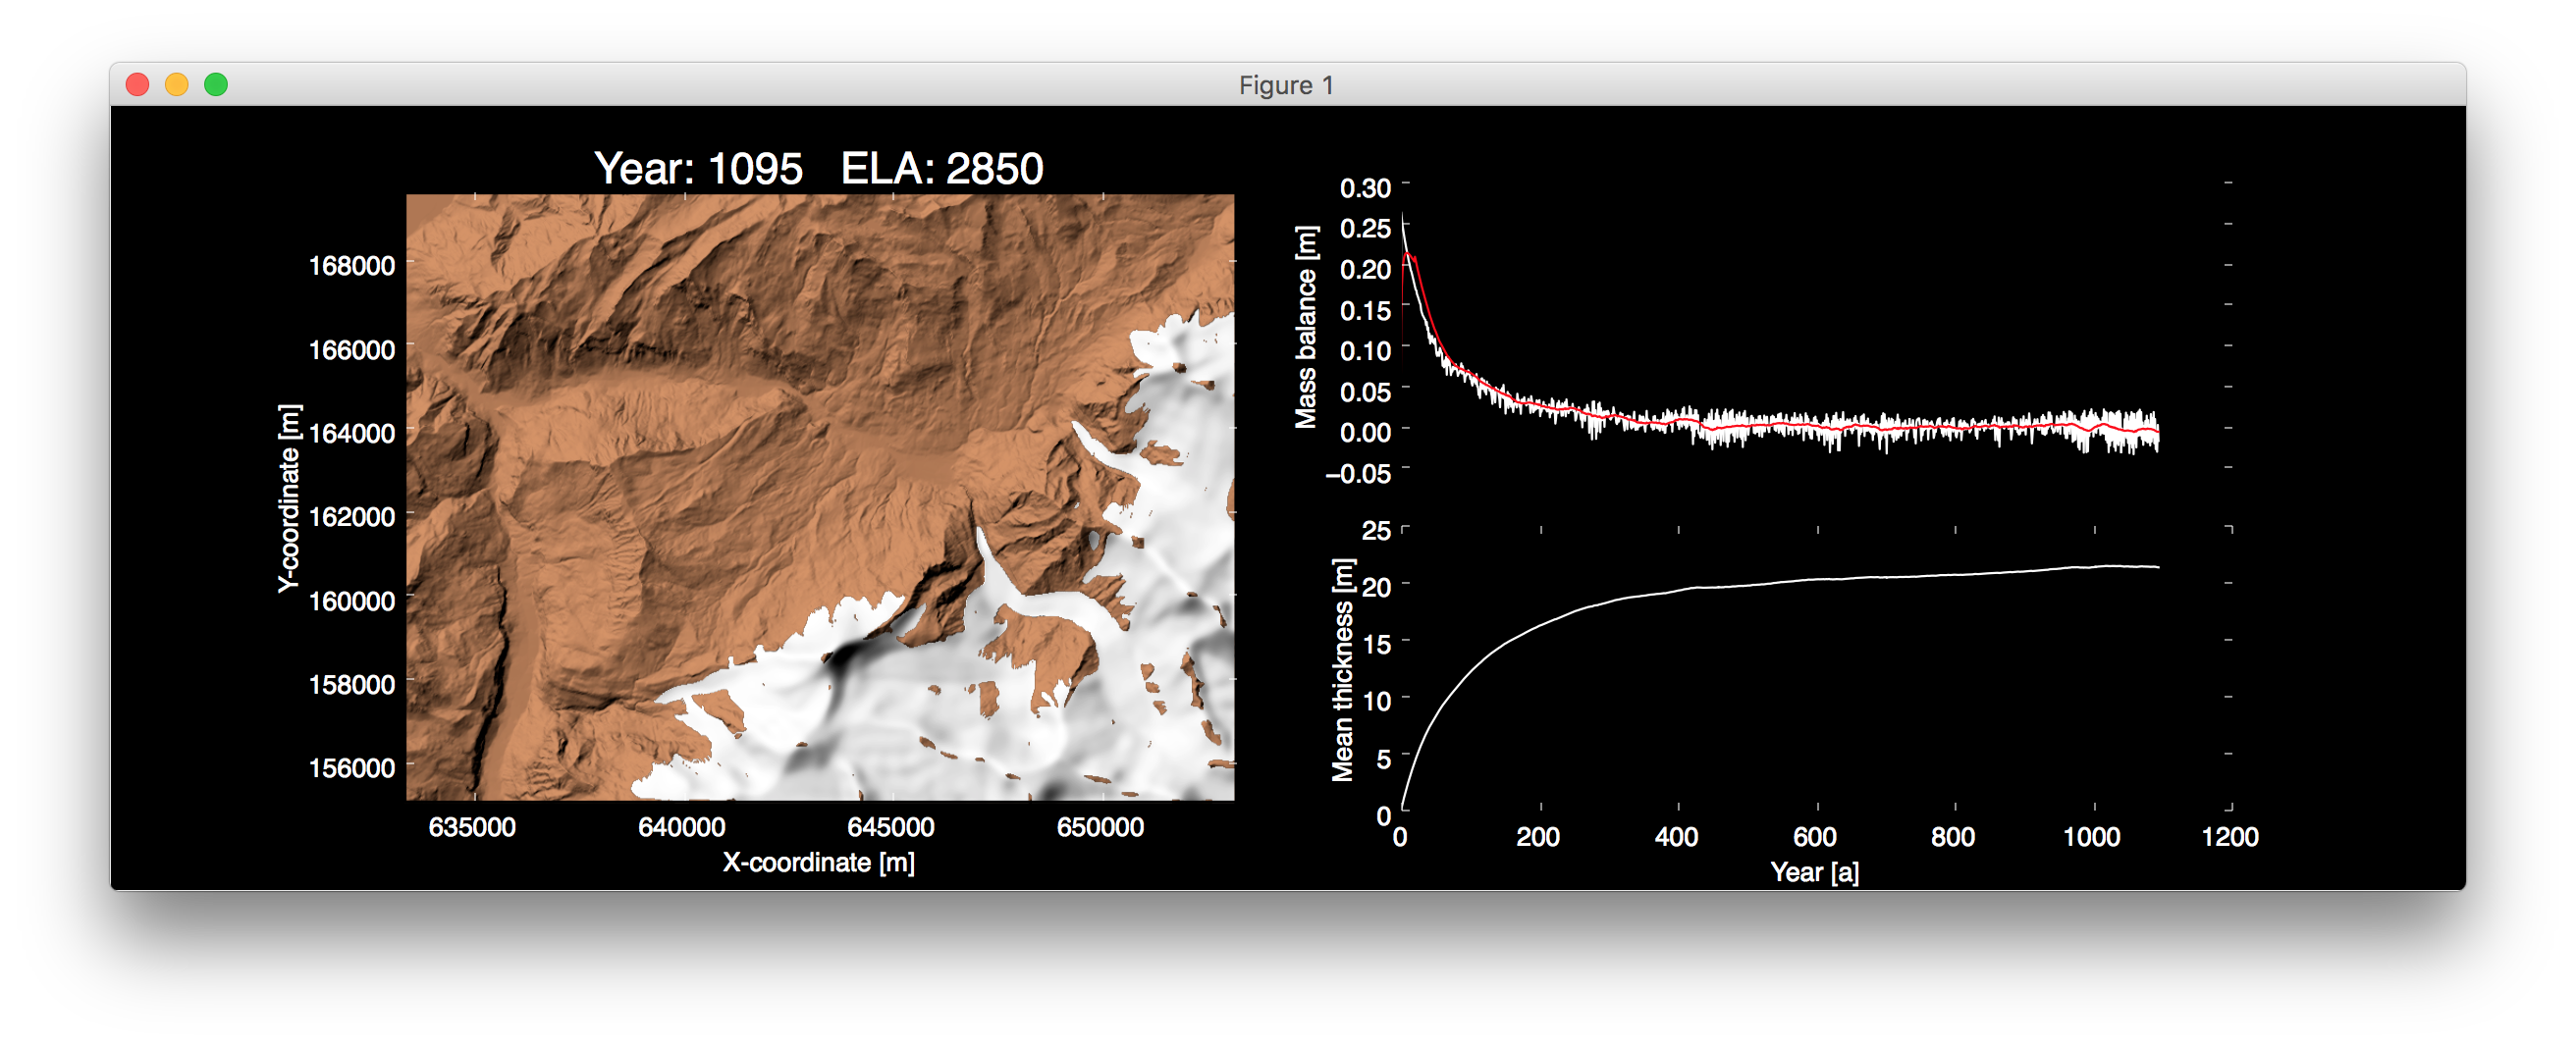 Figure 1
Year: 1095   ELA: 2850
Y-coordinate [m]
168000
166000
164000
162000
160000
158000
156000
635000 640000 645000 650000
X-coordinate [m]
Mass balance [m]
0.30
0.25
0.20
0.15
0.10
0.05
0.00
−0.05
Mean thickness [m]
25
20
15
10
5
0
0 200 400 600 800 1000 1200
Year [a]